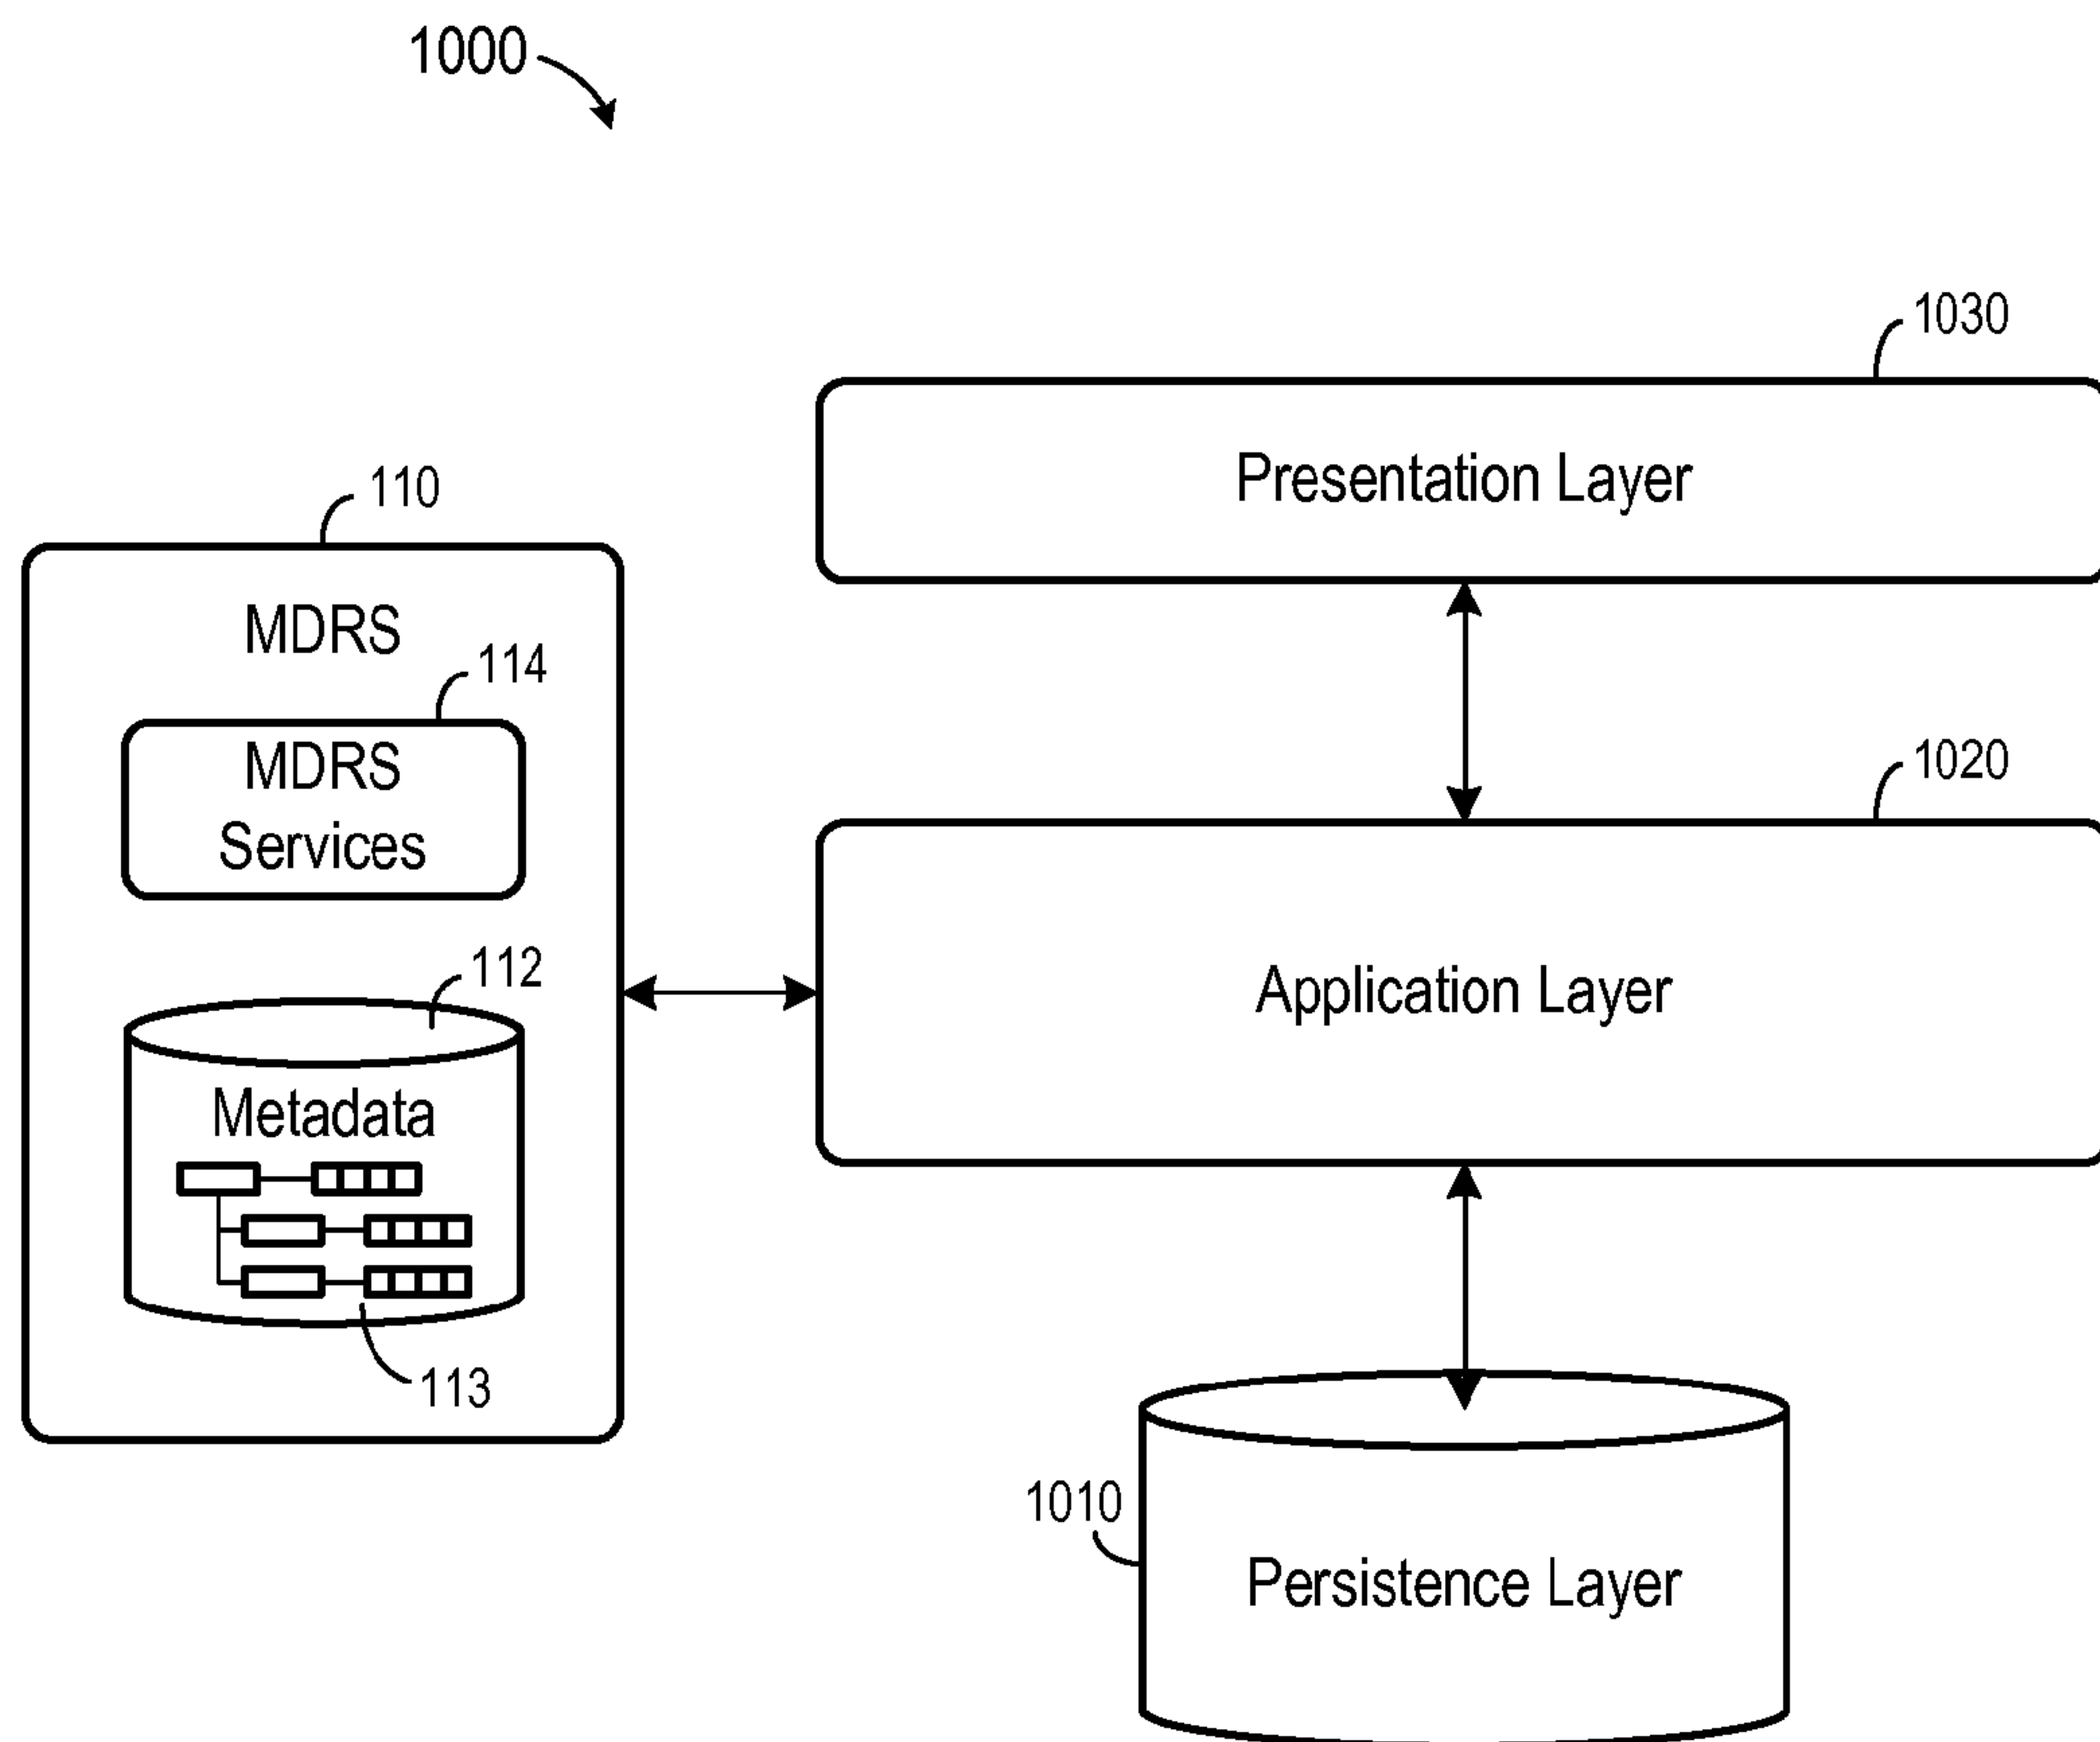 1000
1030
Presentation Layer
110
MDRS
114
MDRS
Services
1020
112
Application Layer
Metadata
113
1010
Persistence Layer